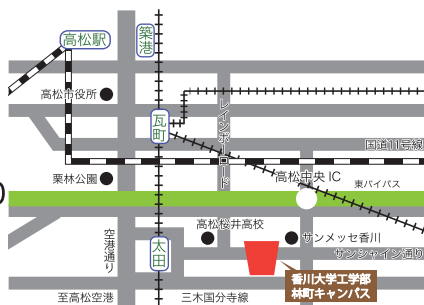 高松駅
築港
高松市役所
瓦町
レインボーロード
国道11号線
栗林公園
高松中央 IC
東バイパス
高松桜井高校
サンメッセ香川
空港通り
太田
サンシャイン通り
香川大学工学部
林町キャンパス
至高松空港
三木国分寺線